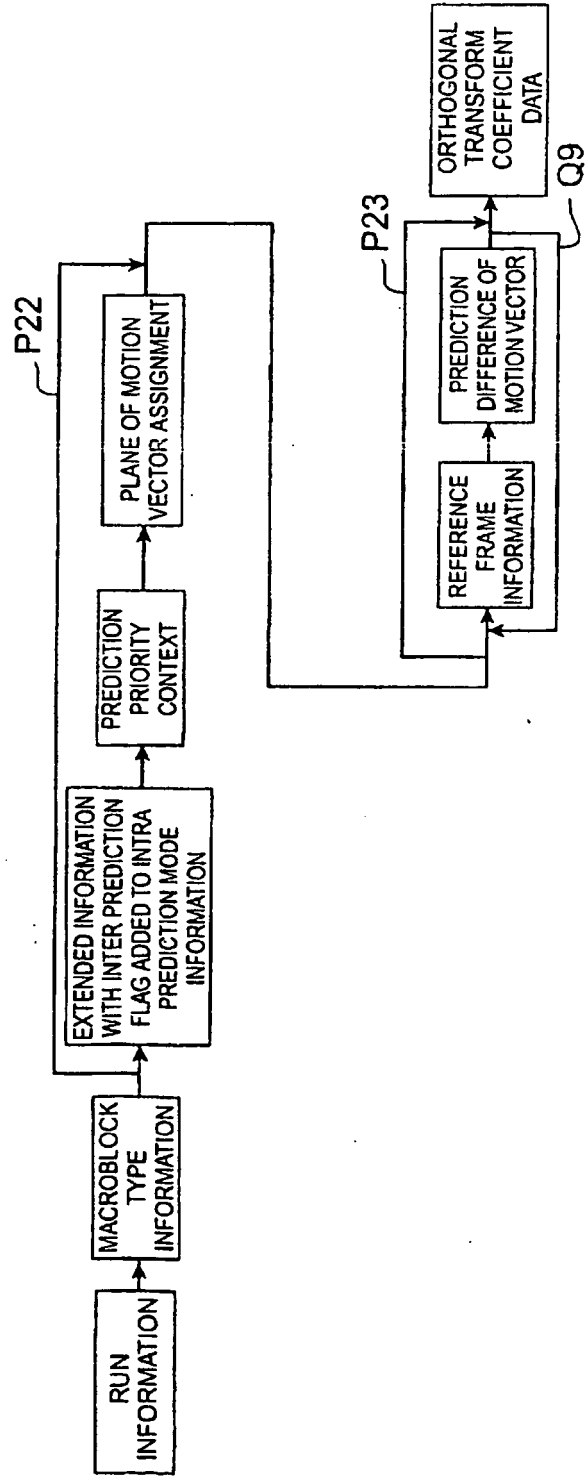 RUN
INFORMATION
MACROBLOCK
TYPE
INFORMATION
EXTENDED INFORMATION
WITH INTER PREDICTION
FLAG ADDED TO INTRA
PREDICTION MODE
INFORMATION
PREDICTION
PRIORITY
CONTEXT
PLANE OF MOTION
VECTOR ASSIGNMENT
P22
REFERENCE
FRAME
INFORMATION
PREDICTION
DIFFERENCE OF
MOTION VECTOR
P23
Q9
ORTHOGONAL
TRANSFORM
COEFFICIENT
DATA